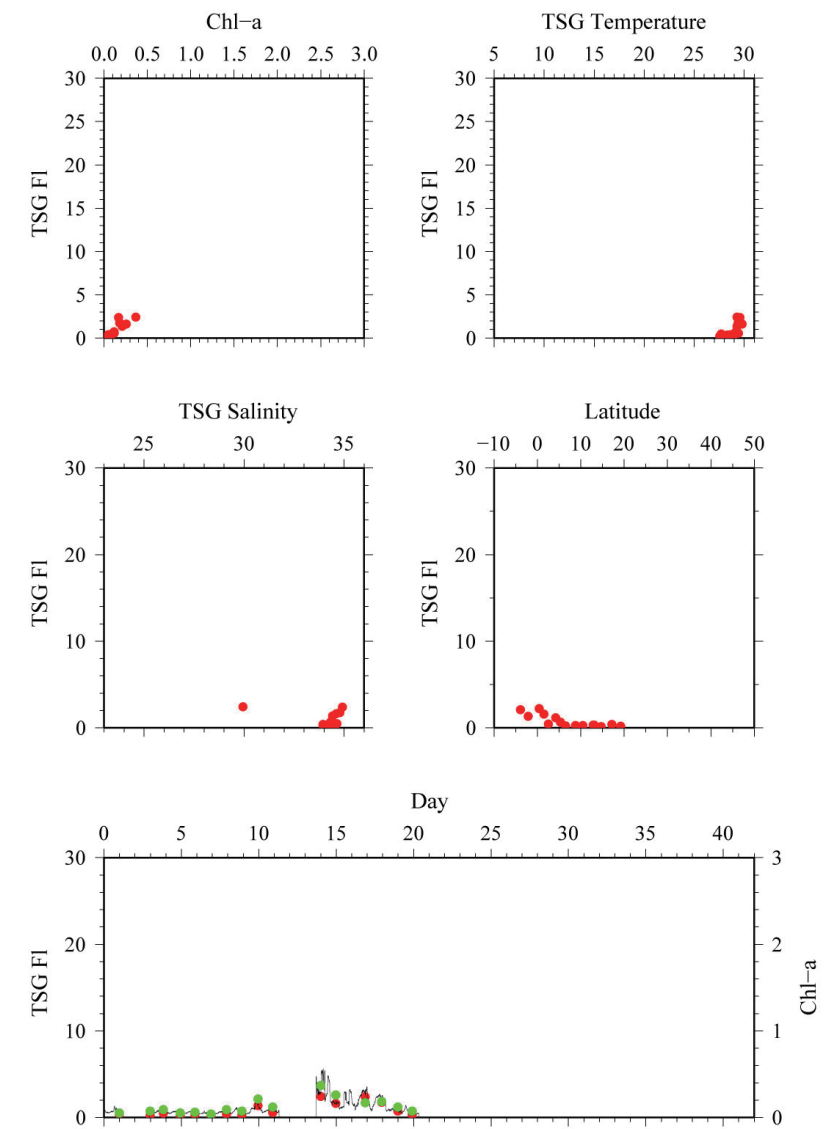 Chl−a
0.0 0.5 1.0 1.5 2.0 2.5 3.0
30
25
20
15
10
5
0
TSG Fl
TSG Temperature
5 10 15 20 25 30
30
25
20
15
10
5
0
TSG Fl
TSG Salinity
25 30 35
30
20
10
0
TSG Fl
Latitude
−10 0 10 20 30 40 50
30
20
10
0
TSG Fl
Day
0 5 10 15 20 25 30 35 40
30
20
10
0
TSG Fl
3
2
1
0
Chl−a